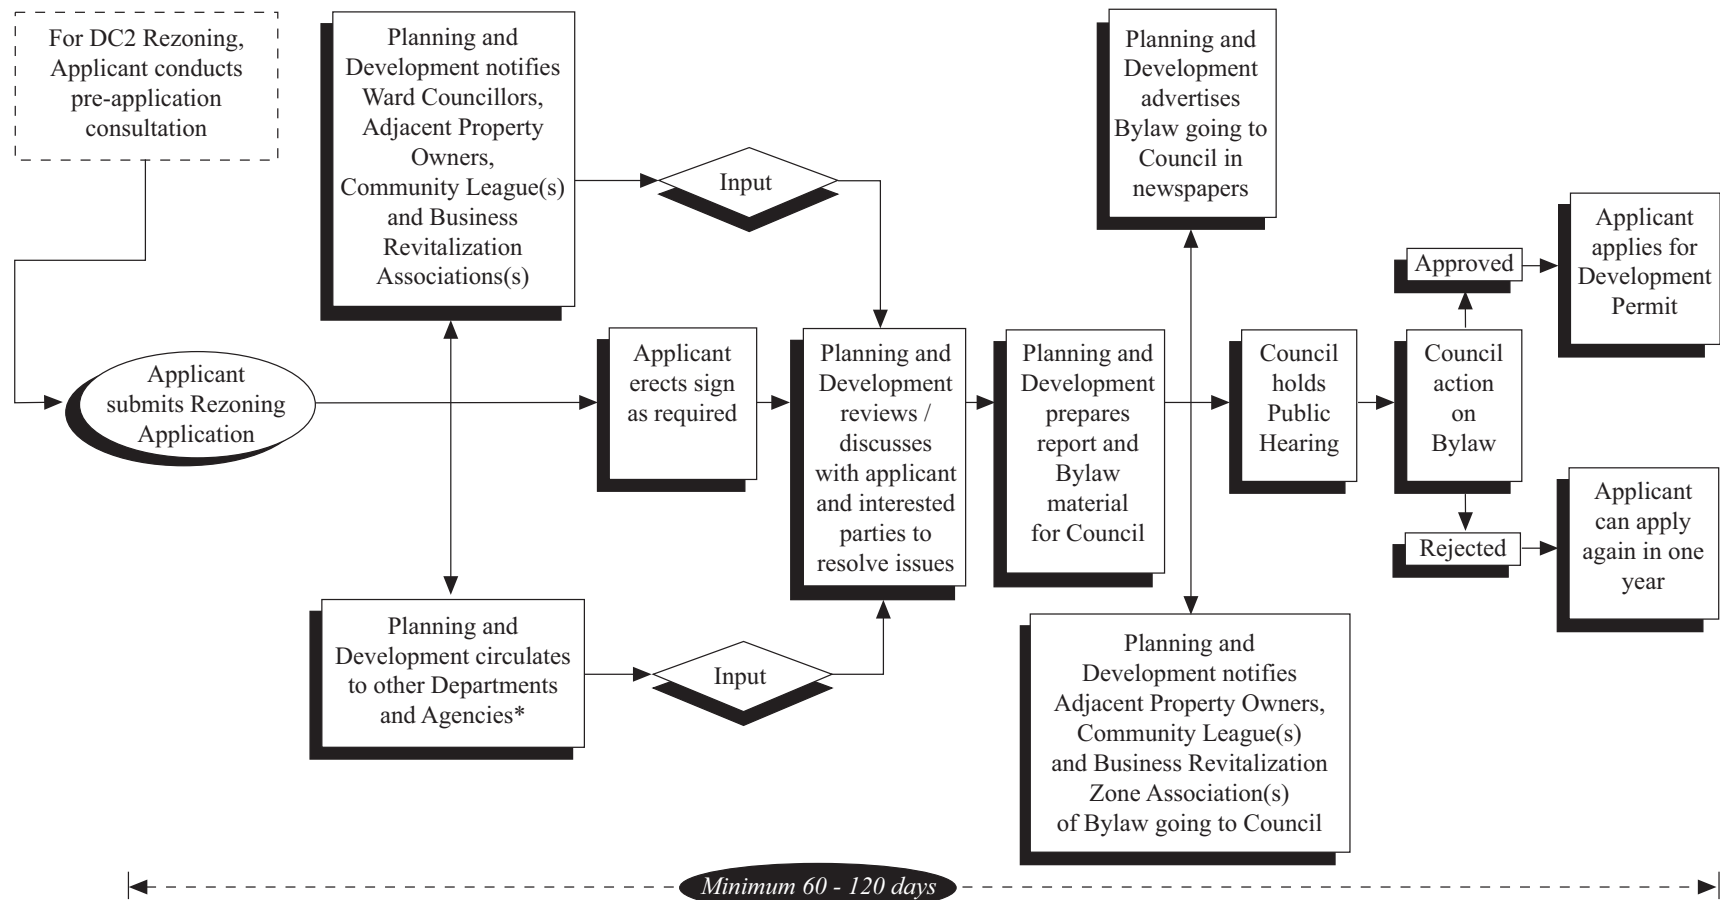 For DC2 Rezoning,
Applicant conducts
pre-application
consultation
Applicant
submits Rezoning
Application
Planning and
Development notifies
Ward Councillors,
Adjacent Property
Owners,
Community League(s)
and Business
Revitalization
Associations(s)
Input
Applicant
erects sign
as required
Planning and
Development circulates
to other Departments
and Agencies*
Input
Planning and
Development
reviews /
discusses
with applicant
and interested
parties to
resolve issues
Planning and
Development
prepares
report and
Bylaw
material
for Council
Planning and
Development
advertises
Bylaw going to
Council in
newspapers
Planning and
Development notifies
Adjacent Property Owners,
Community League(s)
and Business Revitalization
Zone Association(s)
of Bylaw going to Council
Council
holds
Public
Hearing
Council
action
on
Bylaw
Approved
Applicant
applies for
Development
Permit
Rejected
Applicant
can apply
again in one
year
Minimum 60 - 120 days